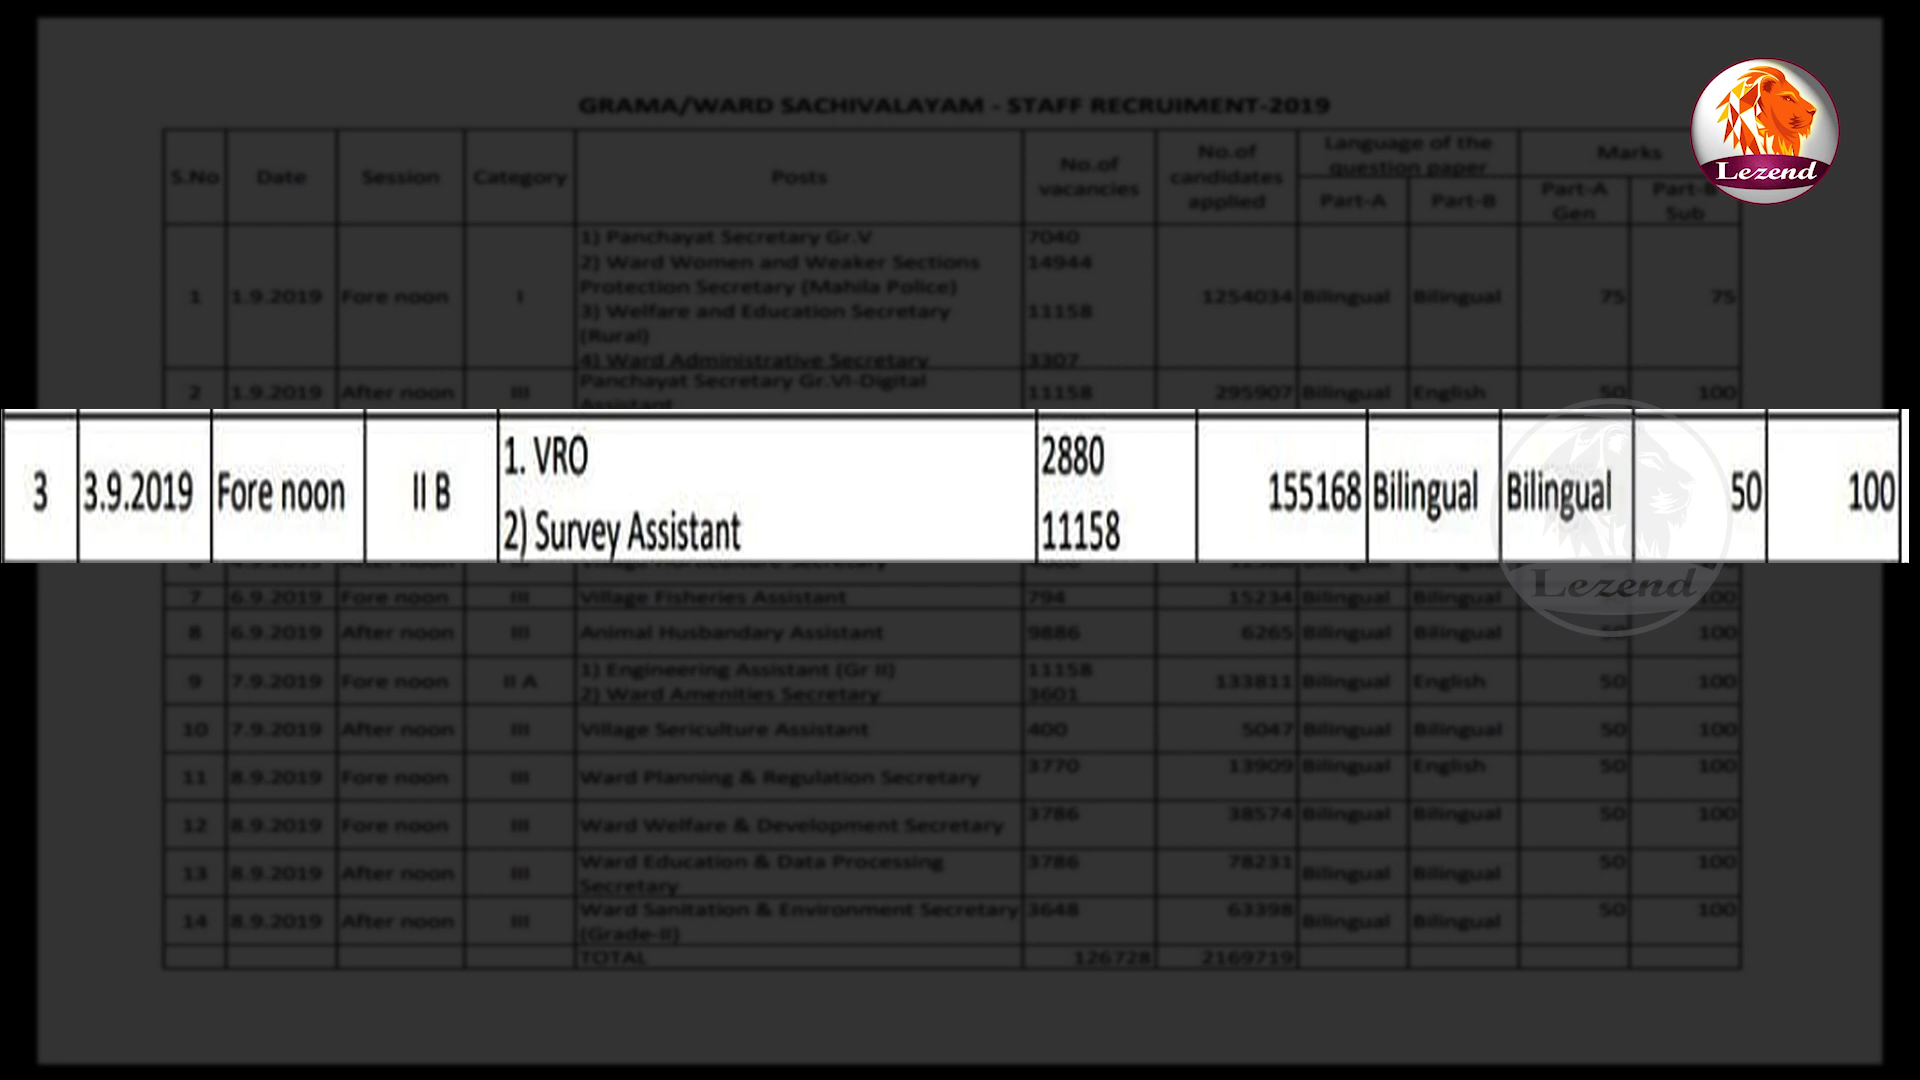 GRAMA/WARD SACHIVALAYAM - STAFF RECRUIMENT-2019
Lezend
S.No Date Session Category Posts No.of vacancies No.of candidates applied Language of the question paper Marks
Part-A Part-B Part-A Gen Part-B Sub
1 1.9.2019 Fore noon I 1254034 Bilingual Bilingual 75 75
1) Panchayat Secretary Gr.V 7040
2) Ward Women and Weaker Sections 14944
Protection Secretary (Mahila Police)
3) Welfare and Education Secretary 11158
(Rural)
4) Ward Administrative Secretary 3307
2 1.9.2019 After noon III Panchayat Secretary Gr.VI-Digital Assistant 11158 295907 Bilingual English 50 100
3 3.9.2019 Fore noon II B 1. VRO 2880 155168 Bilingual Bilingual 50 100
2) Survey Assistant 11158
Lezend
7 6.9.2019 Fore noon III Village Fisheries Assistant 794 15234 Bilingual Bilingual 100
8 6.9.2019 After noon III Animal Husbandary Assistant 9886 6265 Bilingual Bilingual 50 100
9 7.9.2019 Fore noon II A 1) Engineering Assistant (Gr II) 11158 133811 Bilingual English 50 100
2) Ward Amenities Secretary 3601
10 7.9.2019 After noon III Village Sericulture Assistant 400 5047 Bilingual Bilingual 50 100
11 8.9.2019 Fore noon III Ward Planning & Regulation Secretary 3770 13909 Bilingual English 50 100
12 8.9.2019 Fore noon III Ward Welfare & Development Secretary 3786 38574 Bilingual Bilingual 50 100
13 8.9.2019 After noon III Ward Education & Data Processing Secretary 3786 78231 Bilingual Bilingual 50 100
14 8.9.2019 After noon III Ward Sanitation & Environment Secretary (Grade-II) 3648 63398 Bilingual Bilingual 50 100
TOTAL 126728 2169719